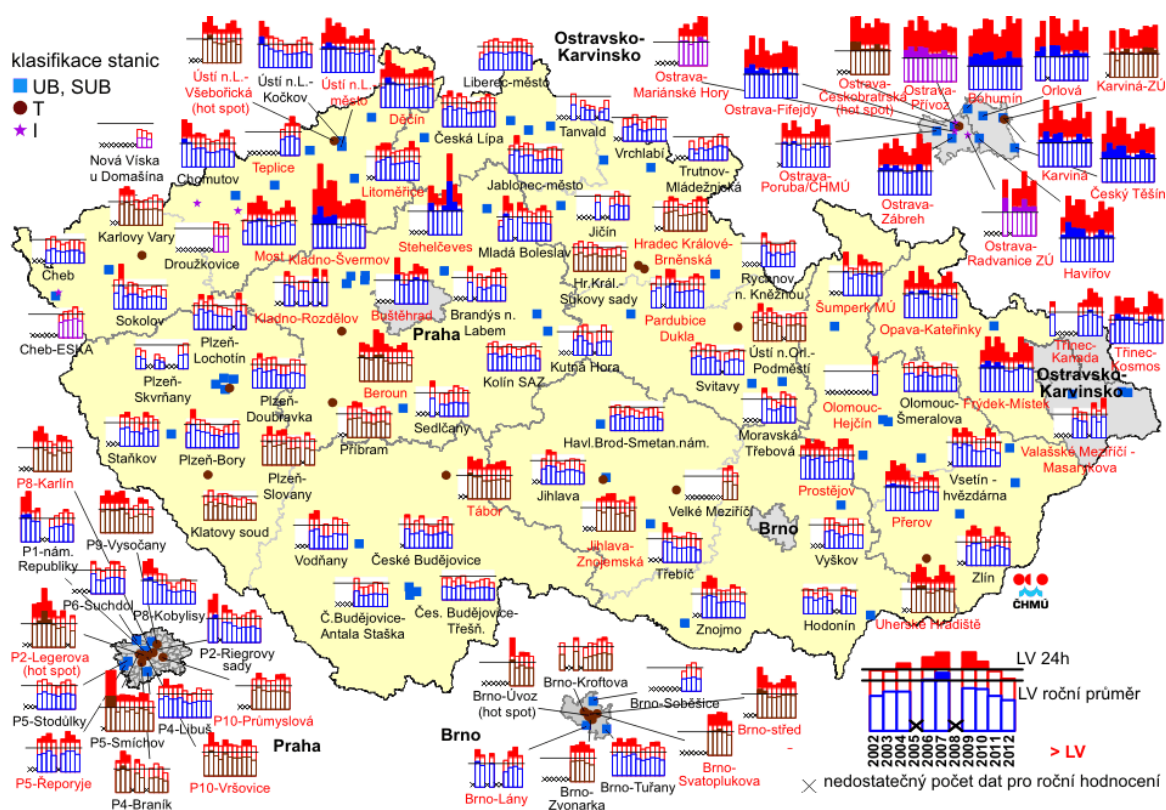 klasifikace stanic
UB, SUB
T
I
Nová Víska
u Domašína
Ústí n.L.-
Všebořická
(hot spot)
Ústí n.L.-
Kočkov
Ústí n.L.-
město
Děčín
Liberec-město
Česká Lípa
Tanvald
Vrchlabí
Trutnov-
Mládežnická
Chomutov
Teplice
Litoměřice
Jablonec-město
Jičín
Karlovy Vary
Droužkovice
Most
Kladno-Švermov
Stehelčeves
Mladá Boleslav
Hradec Králové-
Brněnská
Hr.Král.-
Sukovy sady
Rychnov
n. Kněžnou
Cheb
Sokolov
Cheb-ESKA
Plzeň-
Lochotín
Kladno-Rozdělov
Buštěhrad
Praha
Brandýs n.
Labem
Pardubice
Dukla
Ústí n.Orl.-
Podměstí
Plzeň-
Skvrňany
Plzeň-
Doubravka
Beroun
Kolín SAZ
Kutná Hora
Svitavy
Sedlčany
Příbram
Staňkov
Plzeň-Bory
Plzeň-
Slovany
Klatovy soud
Havl.Brod-Smetan.nám.
Moravská
Třebová
Tábor
Jihlava
Velké Meziříčí
Jihlava-
Znojemská
Třebíč
Brno
Vodňany
České Budějovice
Č.Budějovice-
Antala Staška
Čes. Budějovice-
Třešň.
Znojmo
Hodonín
Vyškov
Prostějov
Přerov
Vsetín -
hvězdárna
Zlín
Uherské Hradiště
Šumperk MÚ
Opava-Kateřinky
Olomouc-
Hejčín
Olomouc-
Šmeralova
Frýdek-Místek
Valašské Meziříčí -
Masarykova
Třinec-
Kanada
Třinec-
Kosmos
Ostravsko-
Karvinsko
Ostravsko-
Karvinsko
Ostrava-
Mariánské Hory
Ostrava-Fifejdy
Ostrava-
Českobratrská
(hot spot)
Ostrava-
Přívoz
Bohumín
Orlová
Karviná-ZÚ
Ostrava-
Poruba/CHMÚ
Ostrava-
Zábřeh
Ostrava-
Radvanice ZÚ
Karviná
Český Těšín
Havířov
P8-Karlín
P1-nám.
Republiky
P9-Vysočany
P6-Suchdol
P8-Kobylisy
P2-Legerova
(hot spot)
P2-Riegrovy
sady
P5-Stodůlky
P5-Smíchov
P4-Libuš
P10-Průmyslová
P5-Řeporyje
P4-Braník
P10-Vršovice
Praha
Brno-Úvoz
(hot spot)
Brno-Kroftova
Brno-Soběšice
Brno-střed
-
Brno-
Svatoplukova
Brno
Brno-Lány
Brno-
Zvonařka
Brno-Tuřany
ČHMÚ
LV 24h
LV roční průměr
2002 2003 2004 2005 2006 2007 2008 2009 2010 2011 2012
> LV
nedostatečný počet dat pro roční hodnocení